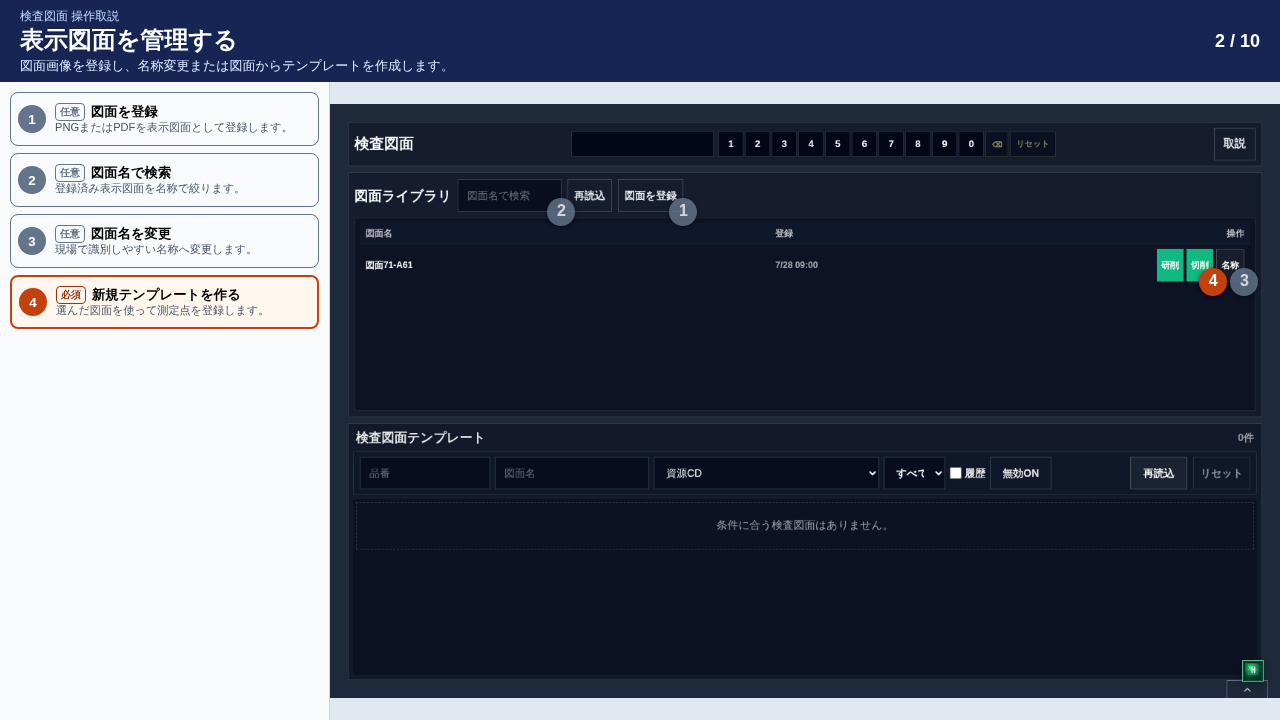 検査図面 操作取説
表示図面を管理する
図面画像を登録し、名称変更または図面からテンプレートを作成します。
2 / 10
1 任意 図面を登録
PNGまたはPDFを表示図面として登録します。
2 任意 図面名で検索
登録済み表示図面を名称で絞ります。
3 任意 図面名を変更
現場で識別しやすい名称へ変更します。
4 必須 新規テンプレートを作る
選んだ図面を使って測定点を登録します。
検査図面 1 2 3 4 5 6 7 8 9 0 ⌫ リセット 取説
図面ライブラリ 図面名で検索 再読込 図面を登録
2 1
図面名 登録 操作
図面71-A61 7/28 09:00 研削 切削 名称
4 3
検査図面テンプレート 0件
品番 図面名 資源CD すべて 履歴 無効ON 再読込 リセット
条件に合う検査図面はありません。